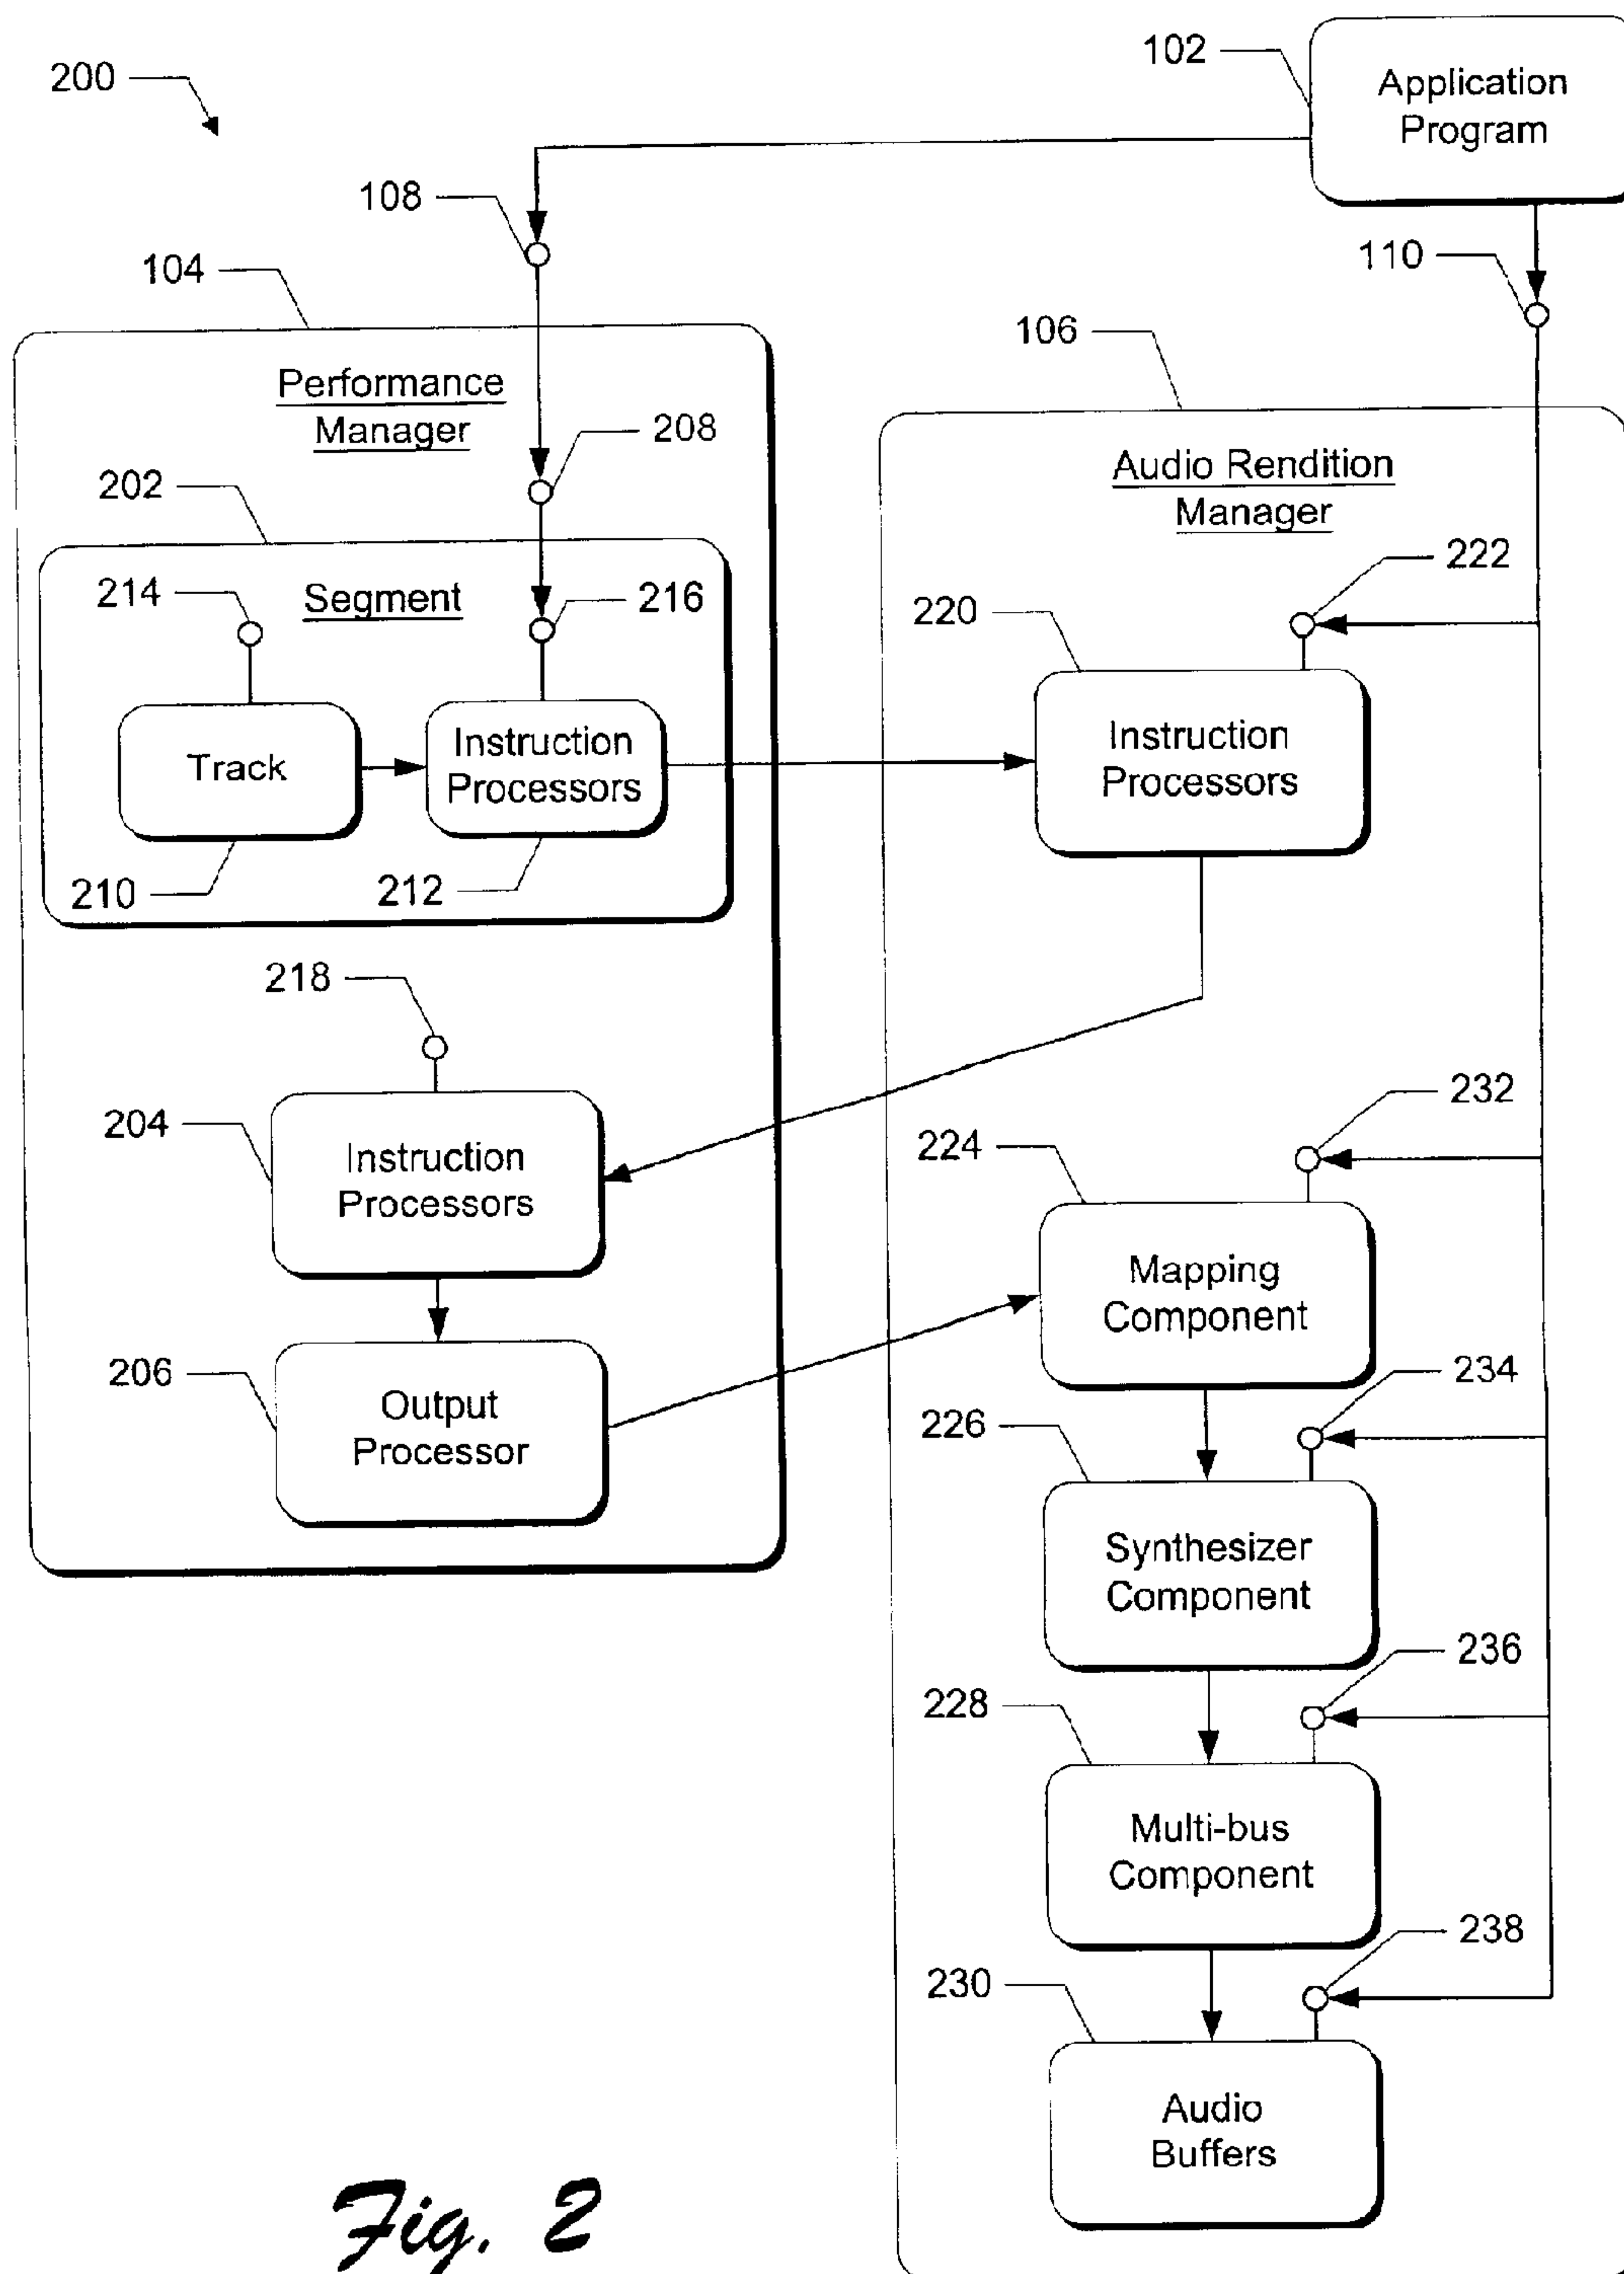 200
102
Application
Program
108
110
104
106
Performance
Manager
208
Audio Rendition
Manager
202
222
214
Segment
216
220
Track
Instruction
Processors
Instruction
Processors
210
212
218
232
204
224
Instruction
Processors
Mapping
Component
206
234
Output
Processor
226
Synthesizer
Component
236
228
Multi-bus
Component
238
230
Audio
Buffers
Fig. 2